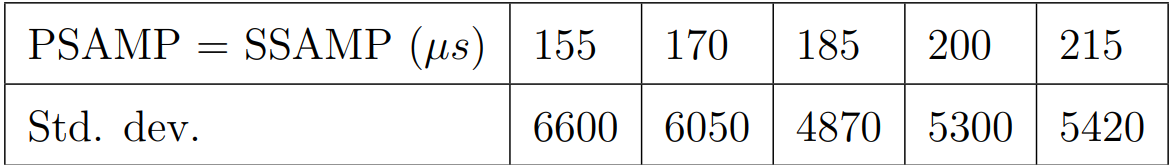 PSAMP = SSAMP (μs) 155 170 185 200 215
Std. dev. 6600 6050 4870 5300 5420